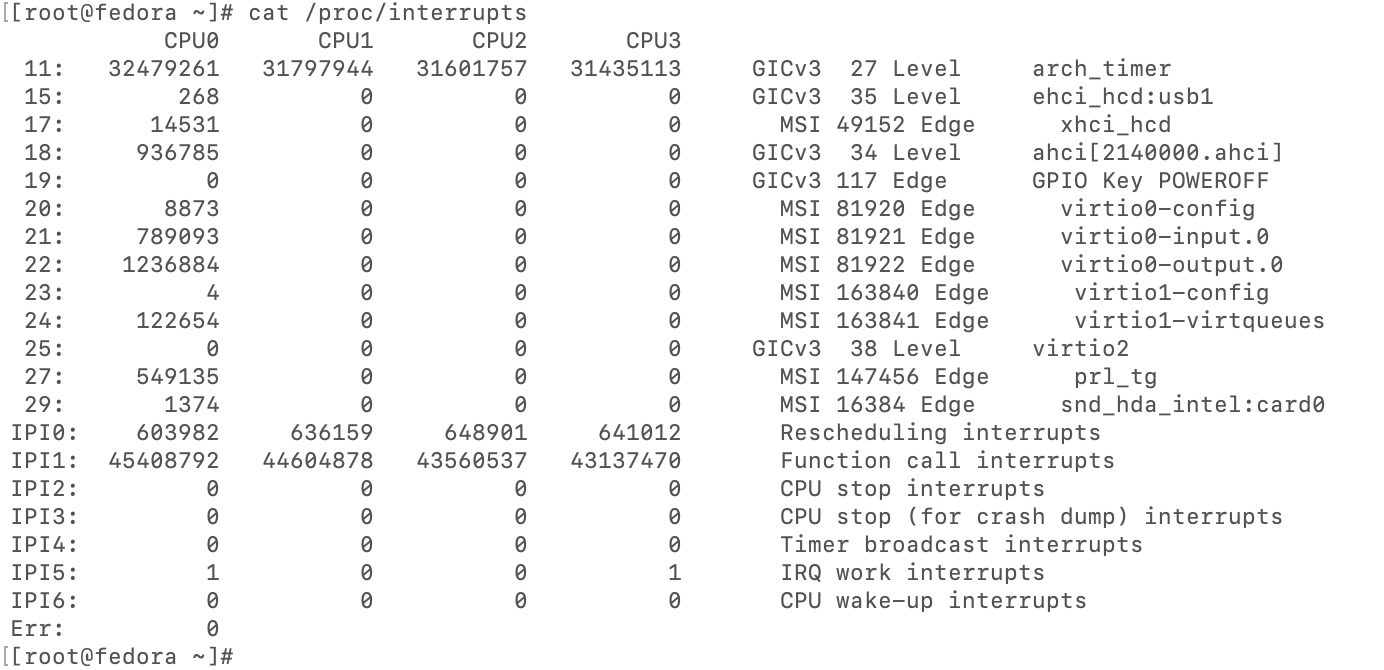 [[root@fedora ~]# cat /proc/interrupts
           CPU0       CPU1       CPU2       CPU3
 11:   32479261   31797944   31601757   31435113     GICv3  27 Level     arch_timer
 15:        268          0          0          0     GICv3  35 Level     ehci_hcd:usb1
 17:      14531          0          0          0       MSI 49152 Edge      xhci_hcd
 18:     936785          0          0          0     GICv3  34 Level     ahci[2140000.ahci]
 19:          0          0          0          0     GICv3 117 Edge      GPIO Key POWEROFF
 20:       8873          0          0          0       MSI 81920 Edge      virtio0-config
 21:     789093          0          0          0       MSI 81921 Edge      virtio0-input.0
 22:    1236884          0          0          0       MSI 81922 Edge      virtio0-output.0
 23:          4          0          0          0       MSI 163840 Edge      virtio1-config
 24:     122654          0          0          0       MSI 163841 Edge      virtio1-virtqueues
 25:          0          0          0          0     GICv3  38 Level     virtio2
 27:     549135          0          0          0       MSI 147456 Edge      prl_tg
 29:       1374          0          0          0       MSI 16384 Edge      snd_hda_intel:card0
IPI0:    603982     636159     648901     641012       Rescheduling interrupts
IPI1:  45408792   44604878   43560537   43137470       Function call interrupts
IPI2:         0          0          0          0       CPU stop interrupts
IPI3:         0          0          0          0       CPU stop (for crash dump) interrupts
IPI4:         0          0          0          0       Timer broadcast interrupts
IPI5:         1          0          0          1       IRQ work interrupts
IPI6:         0          0          0          0       CPU wake-up interrupts
Err:          0
[[root@fedora ~]#